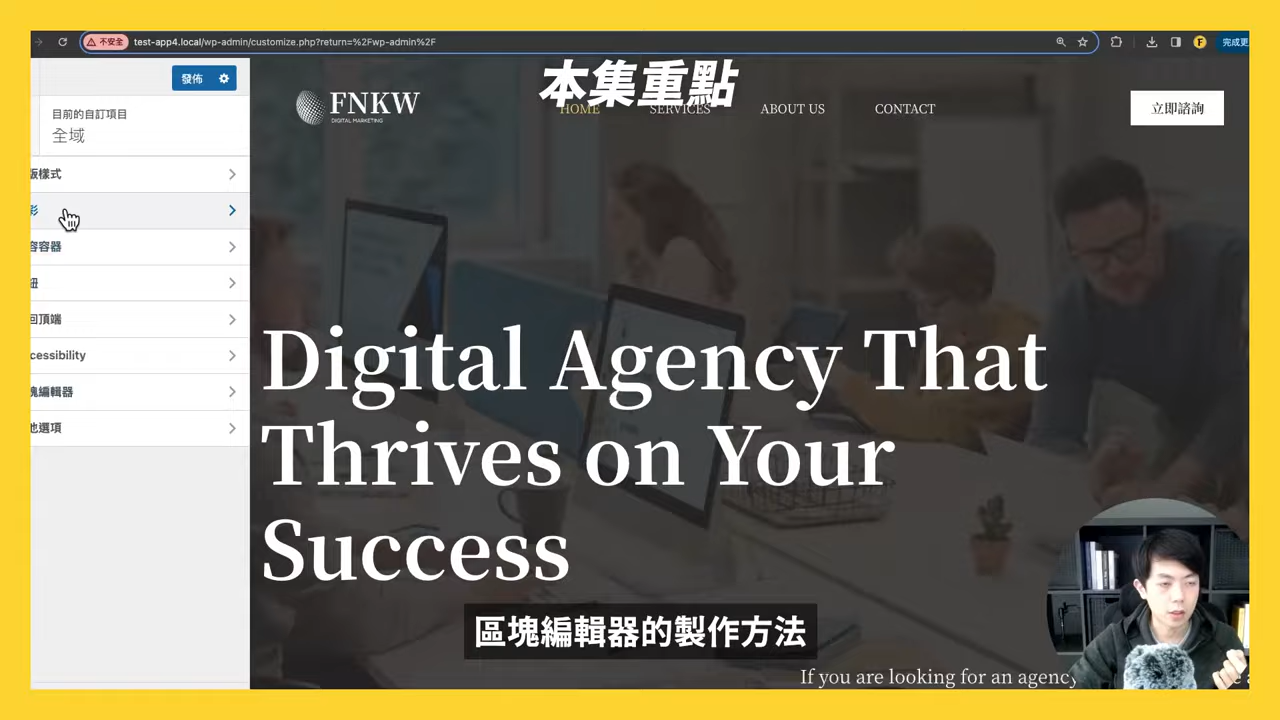 不安全
test-app4.local/wp-admin/customize.php?return=%2Fwp-admin%2F
F
完成更
本集重點
發佈
目前的自訂項目
全域
版樣式
彩
容容器
鈕
回頂端
cessibility
塊編輯器
他選項
FNKW
DIGITAL MARKETING
HOME
SERVICES
ABOUT US
CONTACT
立即諮詢
Digital Agency That
Thrives on Your
Success
區塊編輯器的製作方法
If you are looking for an agency